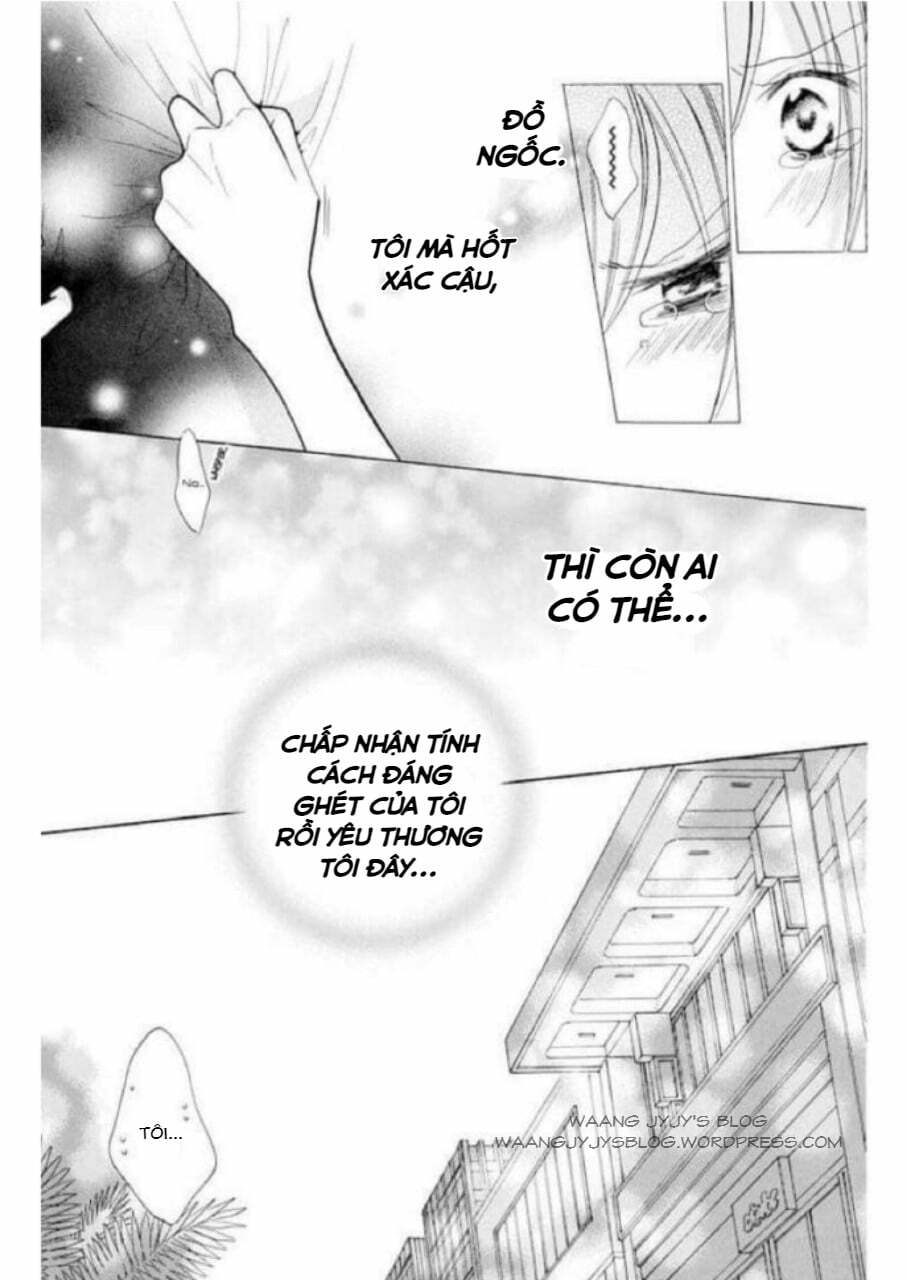 ĐỒ
NGỐC.
TÔI MÀ HỐT
XÁC CẬU,
No..
THÌ CÒN AI
CÓ THỂ...
CHẤP NHẬN TÍNH
CÁCH ĐÁNG
GHÉT CỦA TÔI
RỒI YÊU THƯƠNG
TÔI ĐÂY...
TÔI...
WAANG JYJY'S BLOG
WAANGJYJYSBLOG.WORDPRESS.COM